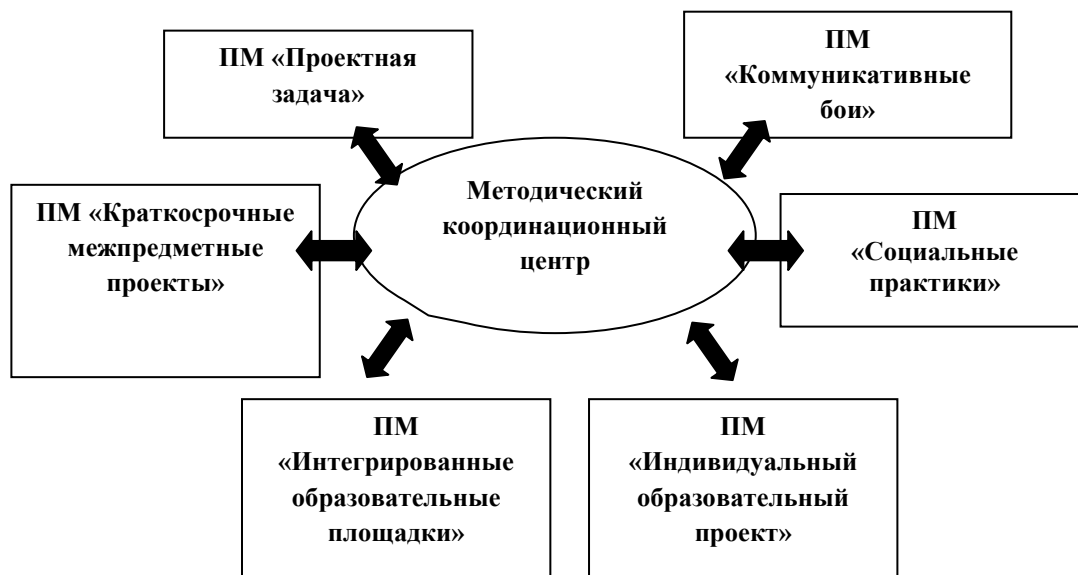 ПМ «Проектная
задача»
ПМ
«Коммуникативные
бои»
Методический
координационный
центр
ПМ «Краткосрочные
межпредметные
проекты»
ПМ
«Социальные
практики»
ПМ
«Интегрированные
образовательные
площадки»
ПМ
«Индивидуальный
образовательный
проект»